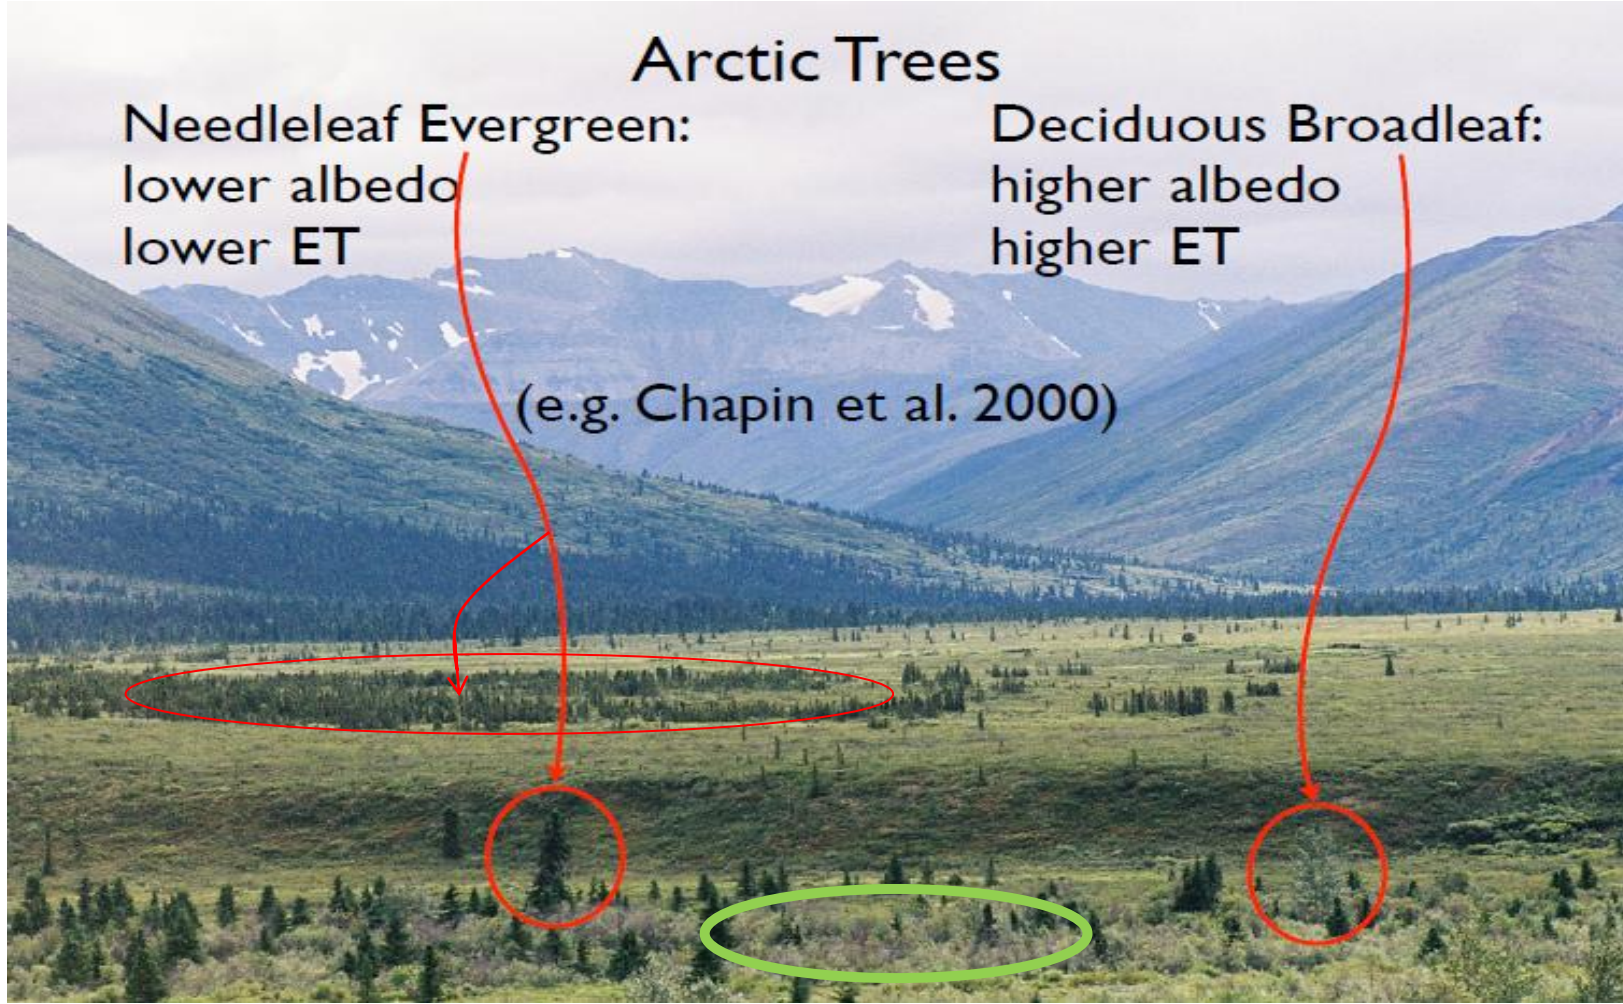 Arctic Trees
Needleleaf Evergreen:
lower albedo
lower ET
Deciduous Broadleaf:
higher albedo
higher ET
(e.g. Chapin et al. 2000)